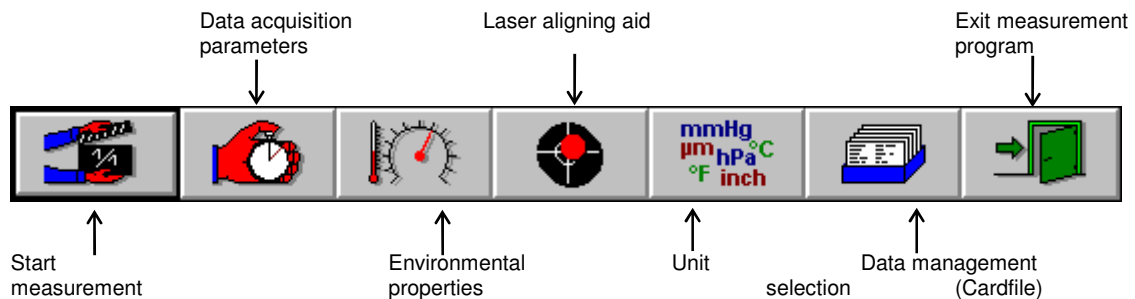 Data acquisition
parameters
Laser aligning aid
Exit measurement
program
1/1
mmHg
µm hPa °C
°F inch
Start
measurement
Environmental
properties
Unit
selection
Data management
(Cardfile)